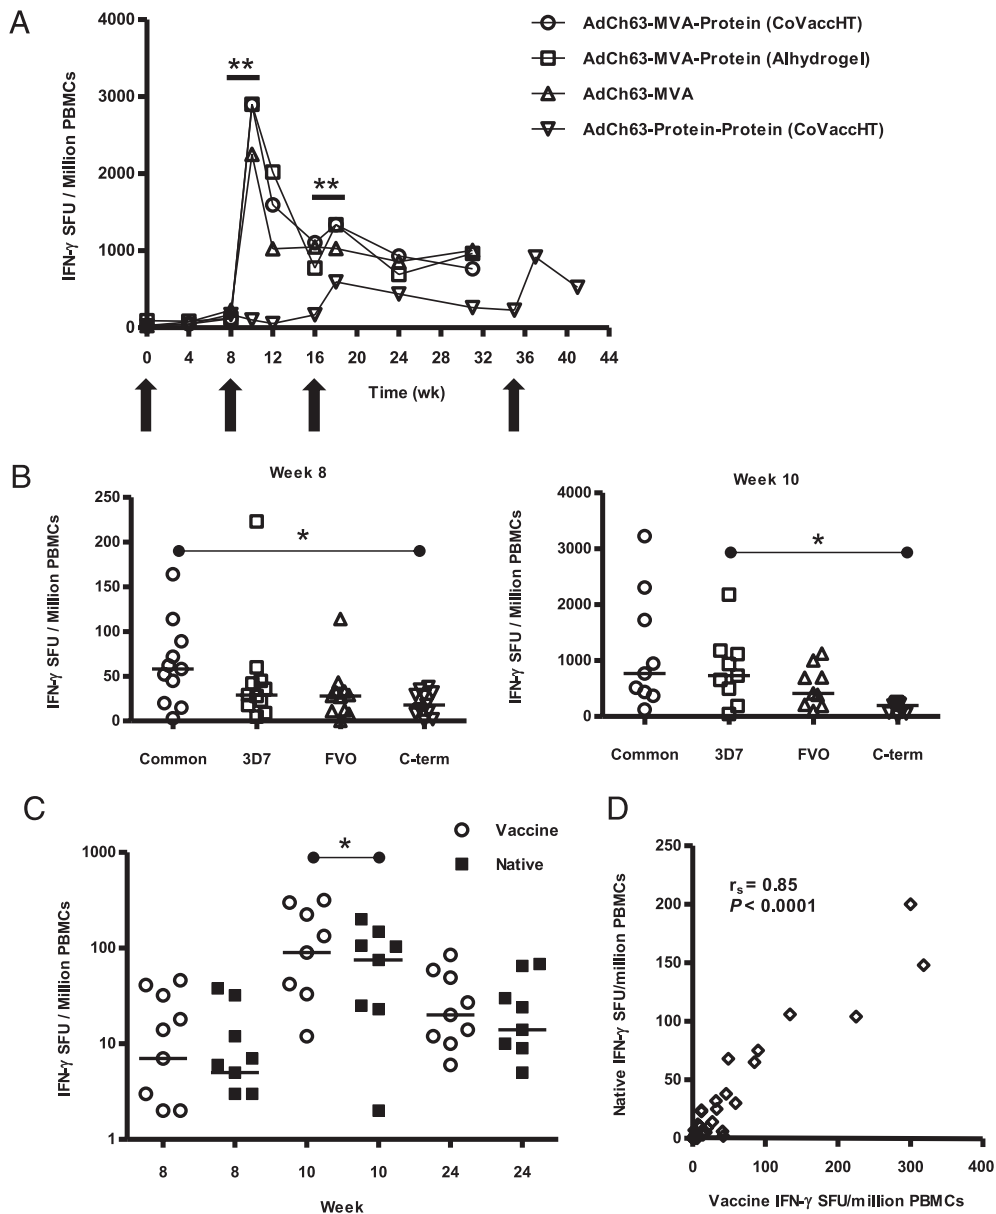 A
IFN-γ SFU / Million PBMCs
4000
3000
2000
1000
0
**
**
0 4 8 12 16 20 24 28 32 36 40 44
Time (wk)
AdCh63-MVA-Protein (CoVaccHT)
AdCh63-MVA-Protein (Alhydrogel)
AdCh63-MVA
AdCh63-Protein-Protein (CoVaccHT)
B
Week 8
IFN-γ SFU / Million PBMCs
250
200
150
100
50
0
*
Common 3D7 FVO C-term
Week 10
IFN-γ SFU / Million PBMCs
4000
3000
2000
1000
0
*
Common 3D7 FVO C-term
C
Vaccine
Native
IFN-γ SFU / Million PBMCs
1000
100
10
1
*
8 8 10 10 24 24
Week
D
Native IFN-γ SFU/million PBMCs
250
200
150
100
50
0
rs = 0.85
P < 0.0001
0 100 200 300 400
Vaccine IFN-γ SFU/million PBMCs